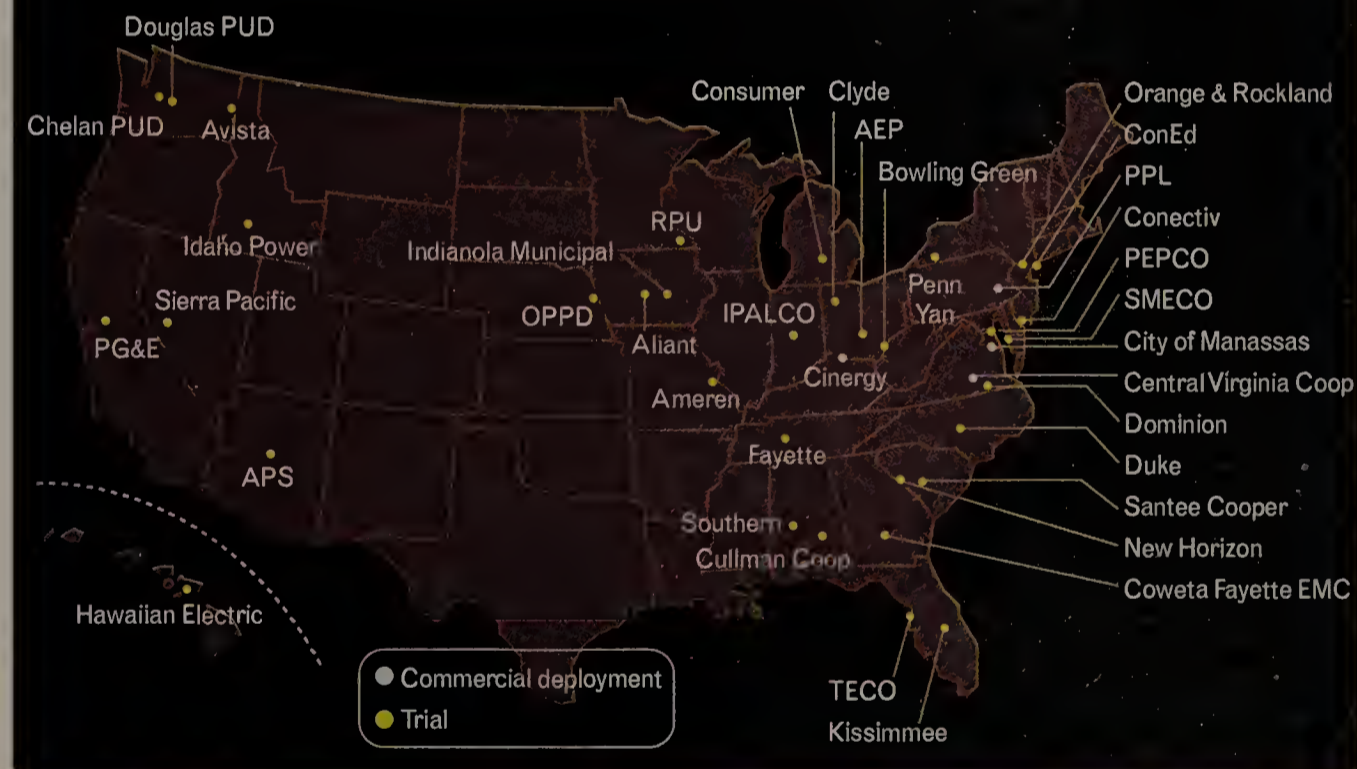 Douglas PUD
Chelan PUD
Avista
Idaho Power
Sierra Pacific
PG&E
APS
Hawaiian Electric
Indianola Municipal
RPU
OPPD
Aliant
Ameren
IPALCO
Cinergy
Fayette
Southern
Cullman Coop
Consumer
Clyde
AEP
Bowling Green
Penn
Yan
Orange & Rockland
ConEd
PPL
Conectiv
PEPCO
SMECO
City of Manassas
Central Virginia Coop
Dominion
Duke
Santee Cooper
New Horizon
Coweta Fayette EMC
TECO
Kissimmee
Commercial deployment
Trial